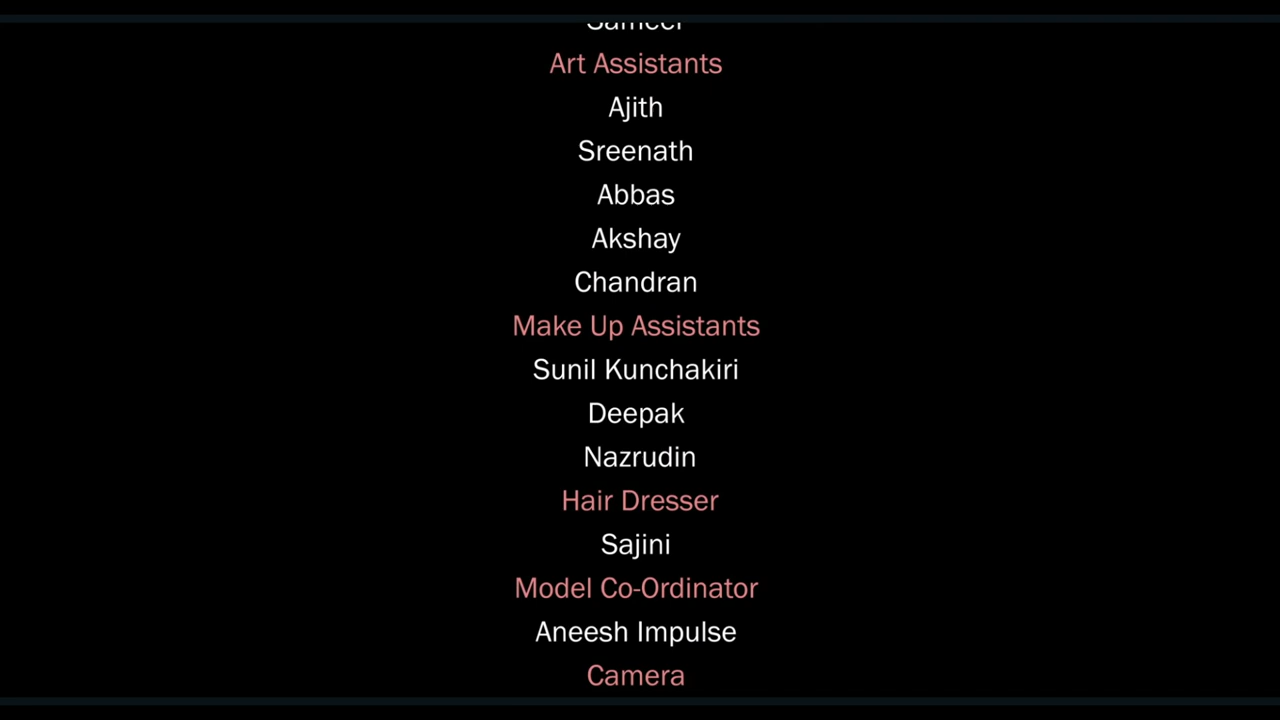 Sameer
Art Assistants
Ajith
Sreenath
Abbas
Akshay
Chandran
Make Up Assistants
Sunil Kunchakiri
Deepak
Nazrudin
Hair Dresser
Sajini
Model Co-Ordinator
Aneesh Impulse
Camera